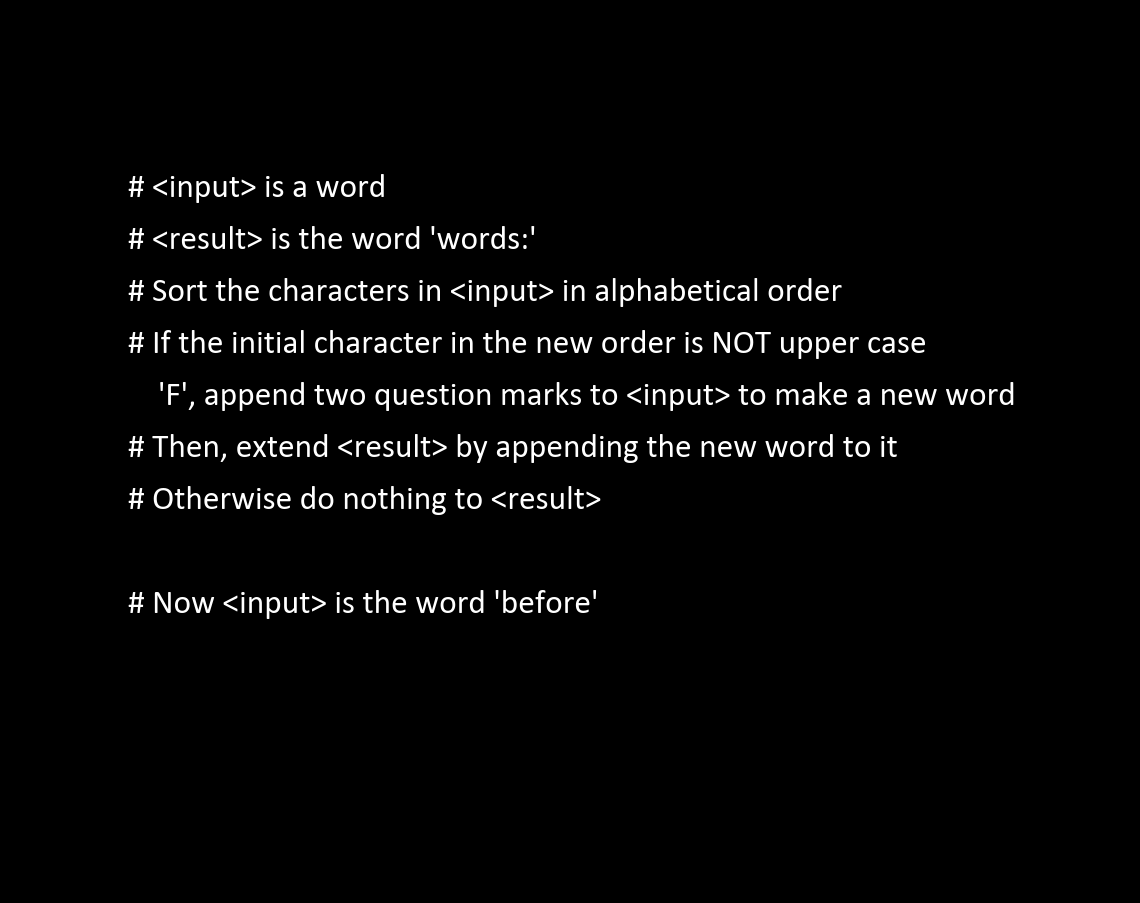 # <input> is a word
# <result> is the word 'words:'
# Sort the characters in <input> in alphabetical order
# If the initial character in the new order is NOT upper case
'F', append two question marks to <input> to make a new word
# Then, extend <result> by appending the new word to it
# Otherwise do nothing to <result>
# Now <input> is the word 'before'